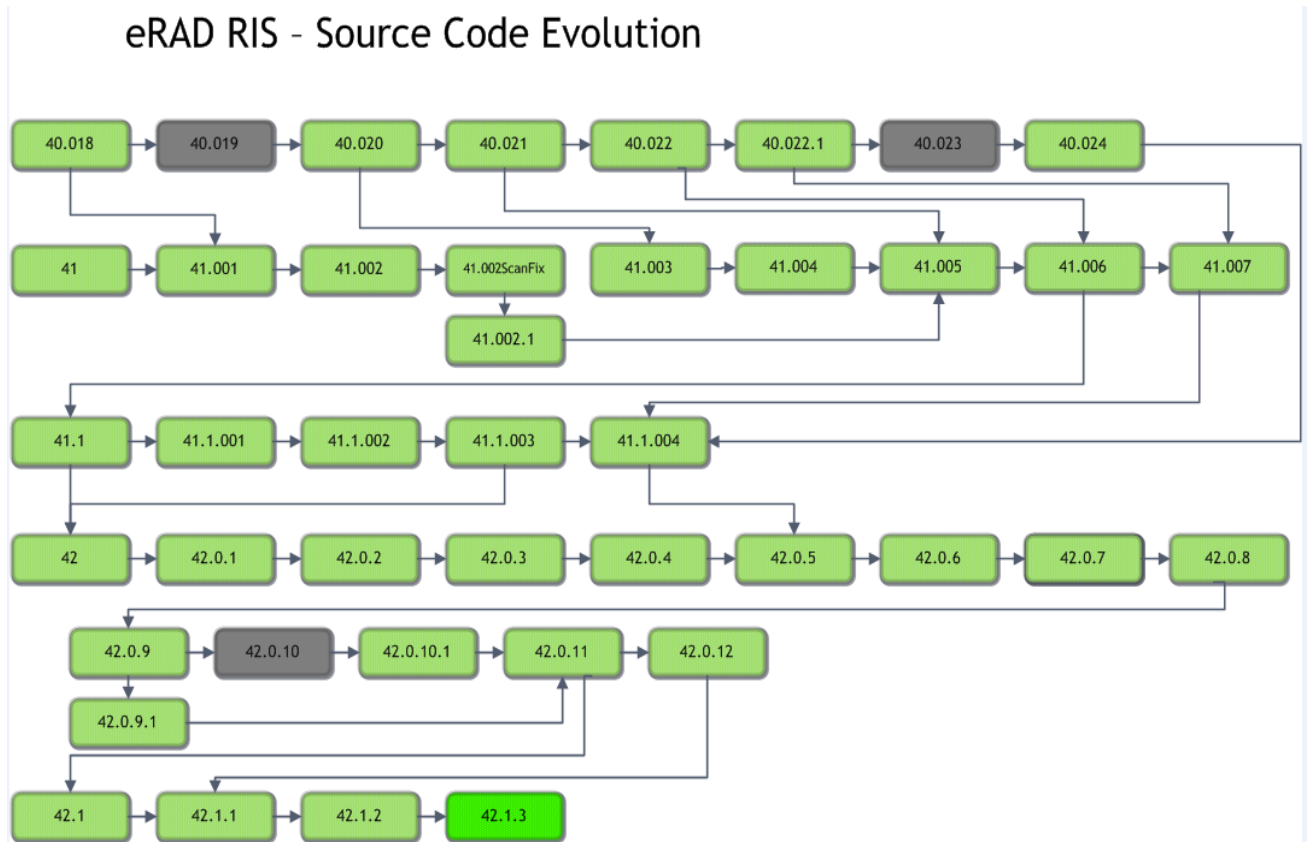 eRAD RIS – Source Code Evolution
40.018 40.019 40.020 40.021 40.022 40.022.1 40.023 40.024
41 41.001 41.002 41.002ScanFix 41.003 41.004 41.005 41.006 41.007
41.002.1
41.1 41.1.001 41.1.002 41.1.003 41.1.004
42 42.0.1 42.0.2 42.0.3 42.0.4 42.0.5 42.0.6 42.0.7 42.0.8
42.0.9 42.0.10 42.0.10.1 42.0.11 42.0.12
42.0.9.1
42.1 42.1.1 42.1.2 42.1.3